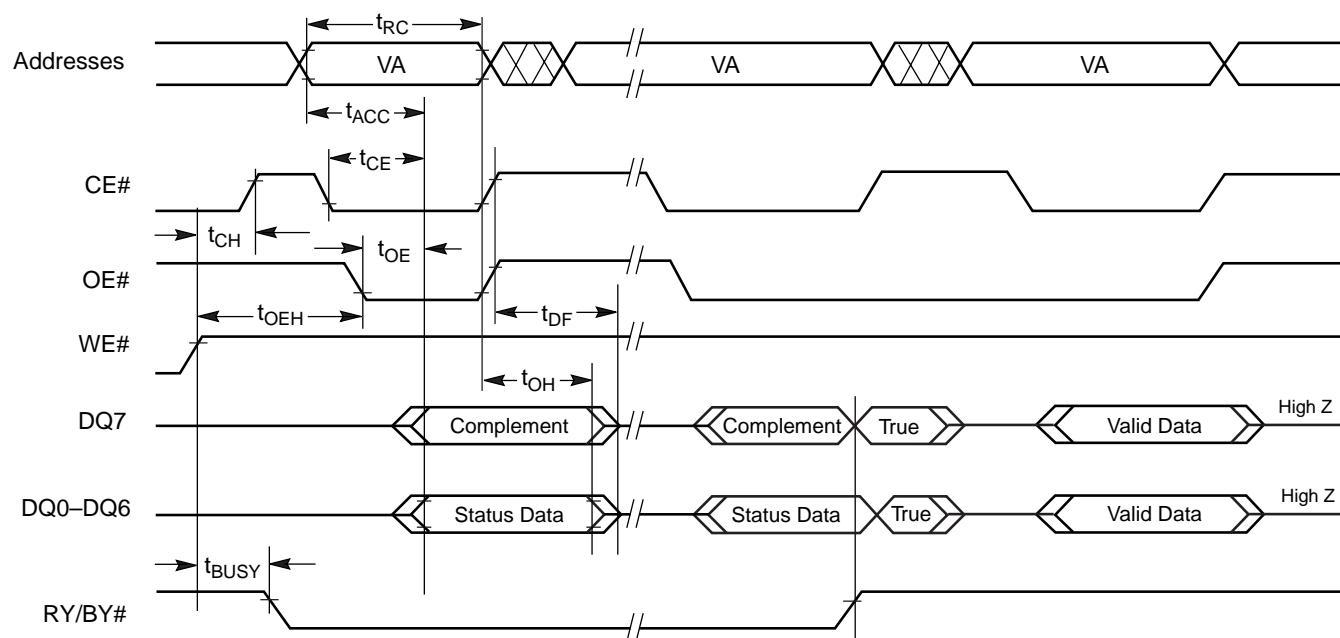 tRC
Addresses VA VA VA
tACC
tCE
CE#
tCH tOE
OE#
tOEH tDF
WE#
tOH
DQ7 Complement Complement True Valid Data High Z
DQ0–DQ6 Status Data Status Data True Valid Data High Z
tBUSY
RY/BY#